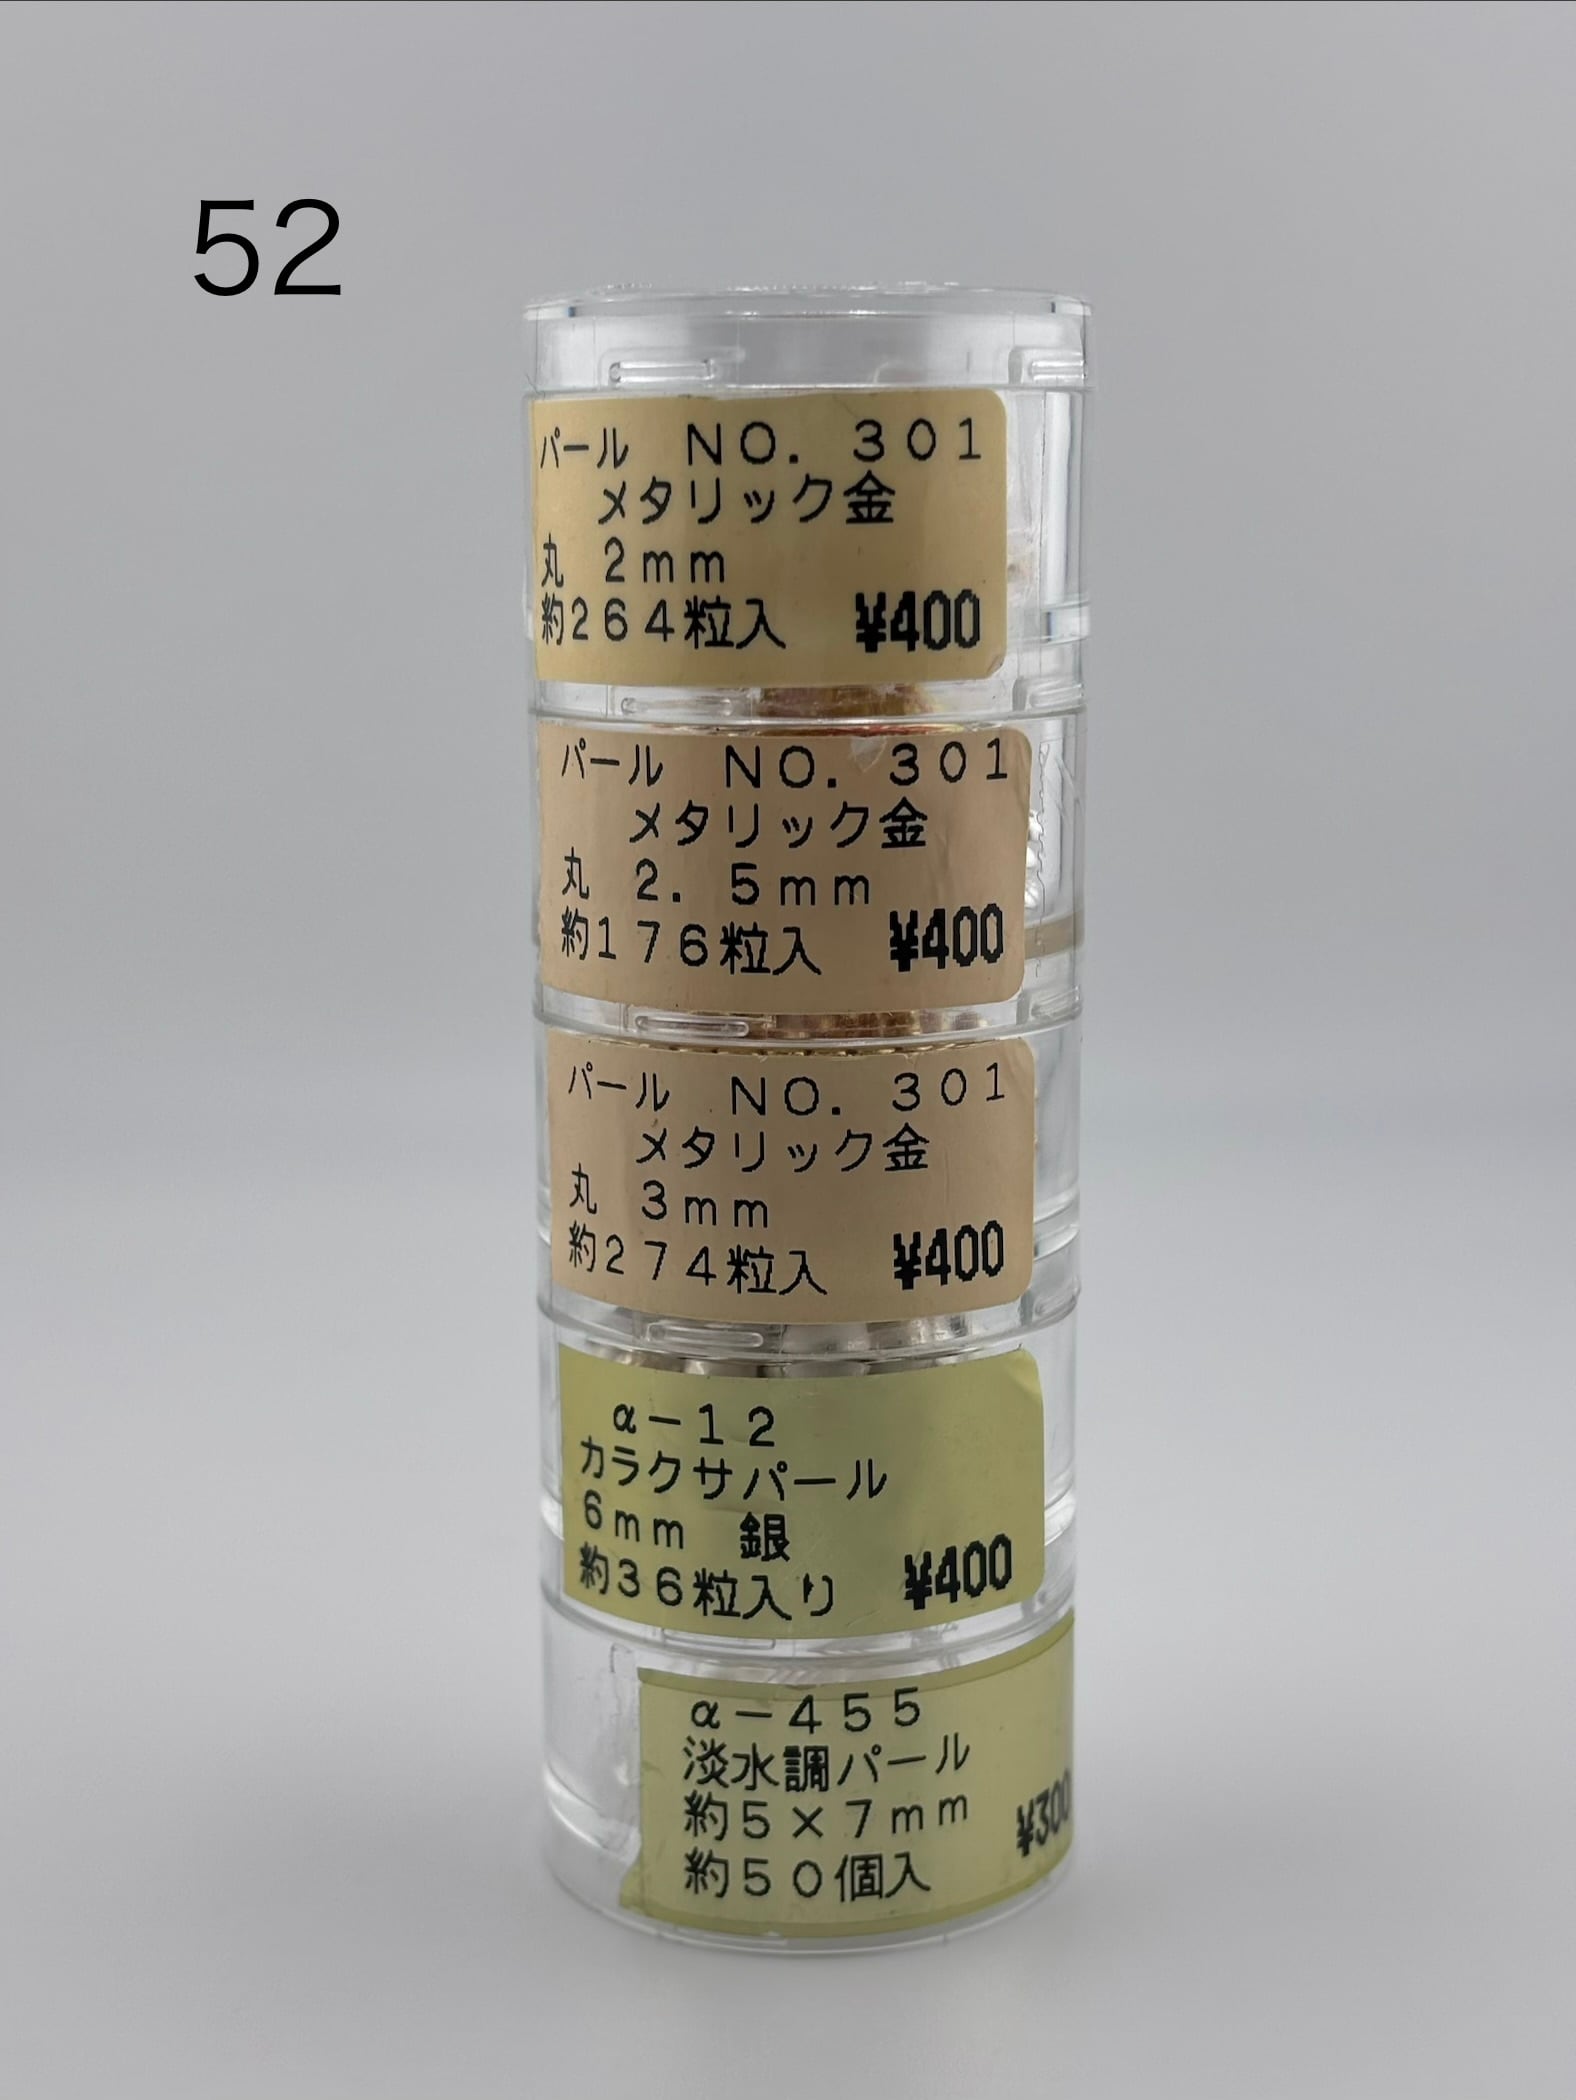 52
パール NO. 301
メタリック金
丸 2mm
約264粒入 ¥400
パール NO. 301
メタリック金
丸 2.5mm
約176粒入 ¥400
パール NO. 301
メタリック金
丸 3mm
約274粒入 ¥400
α-12
カラクサパール
6mm 銀
約36粒入り ¥400
α-455
淡水調パール
約5×7mm ¥300
約50個入